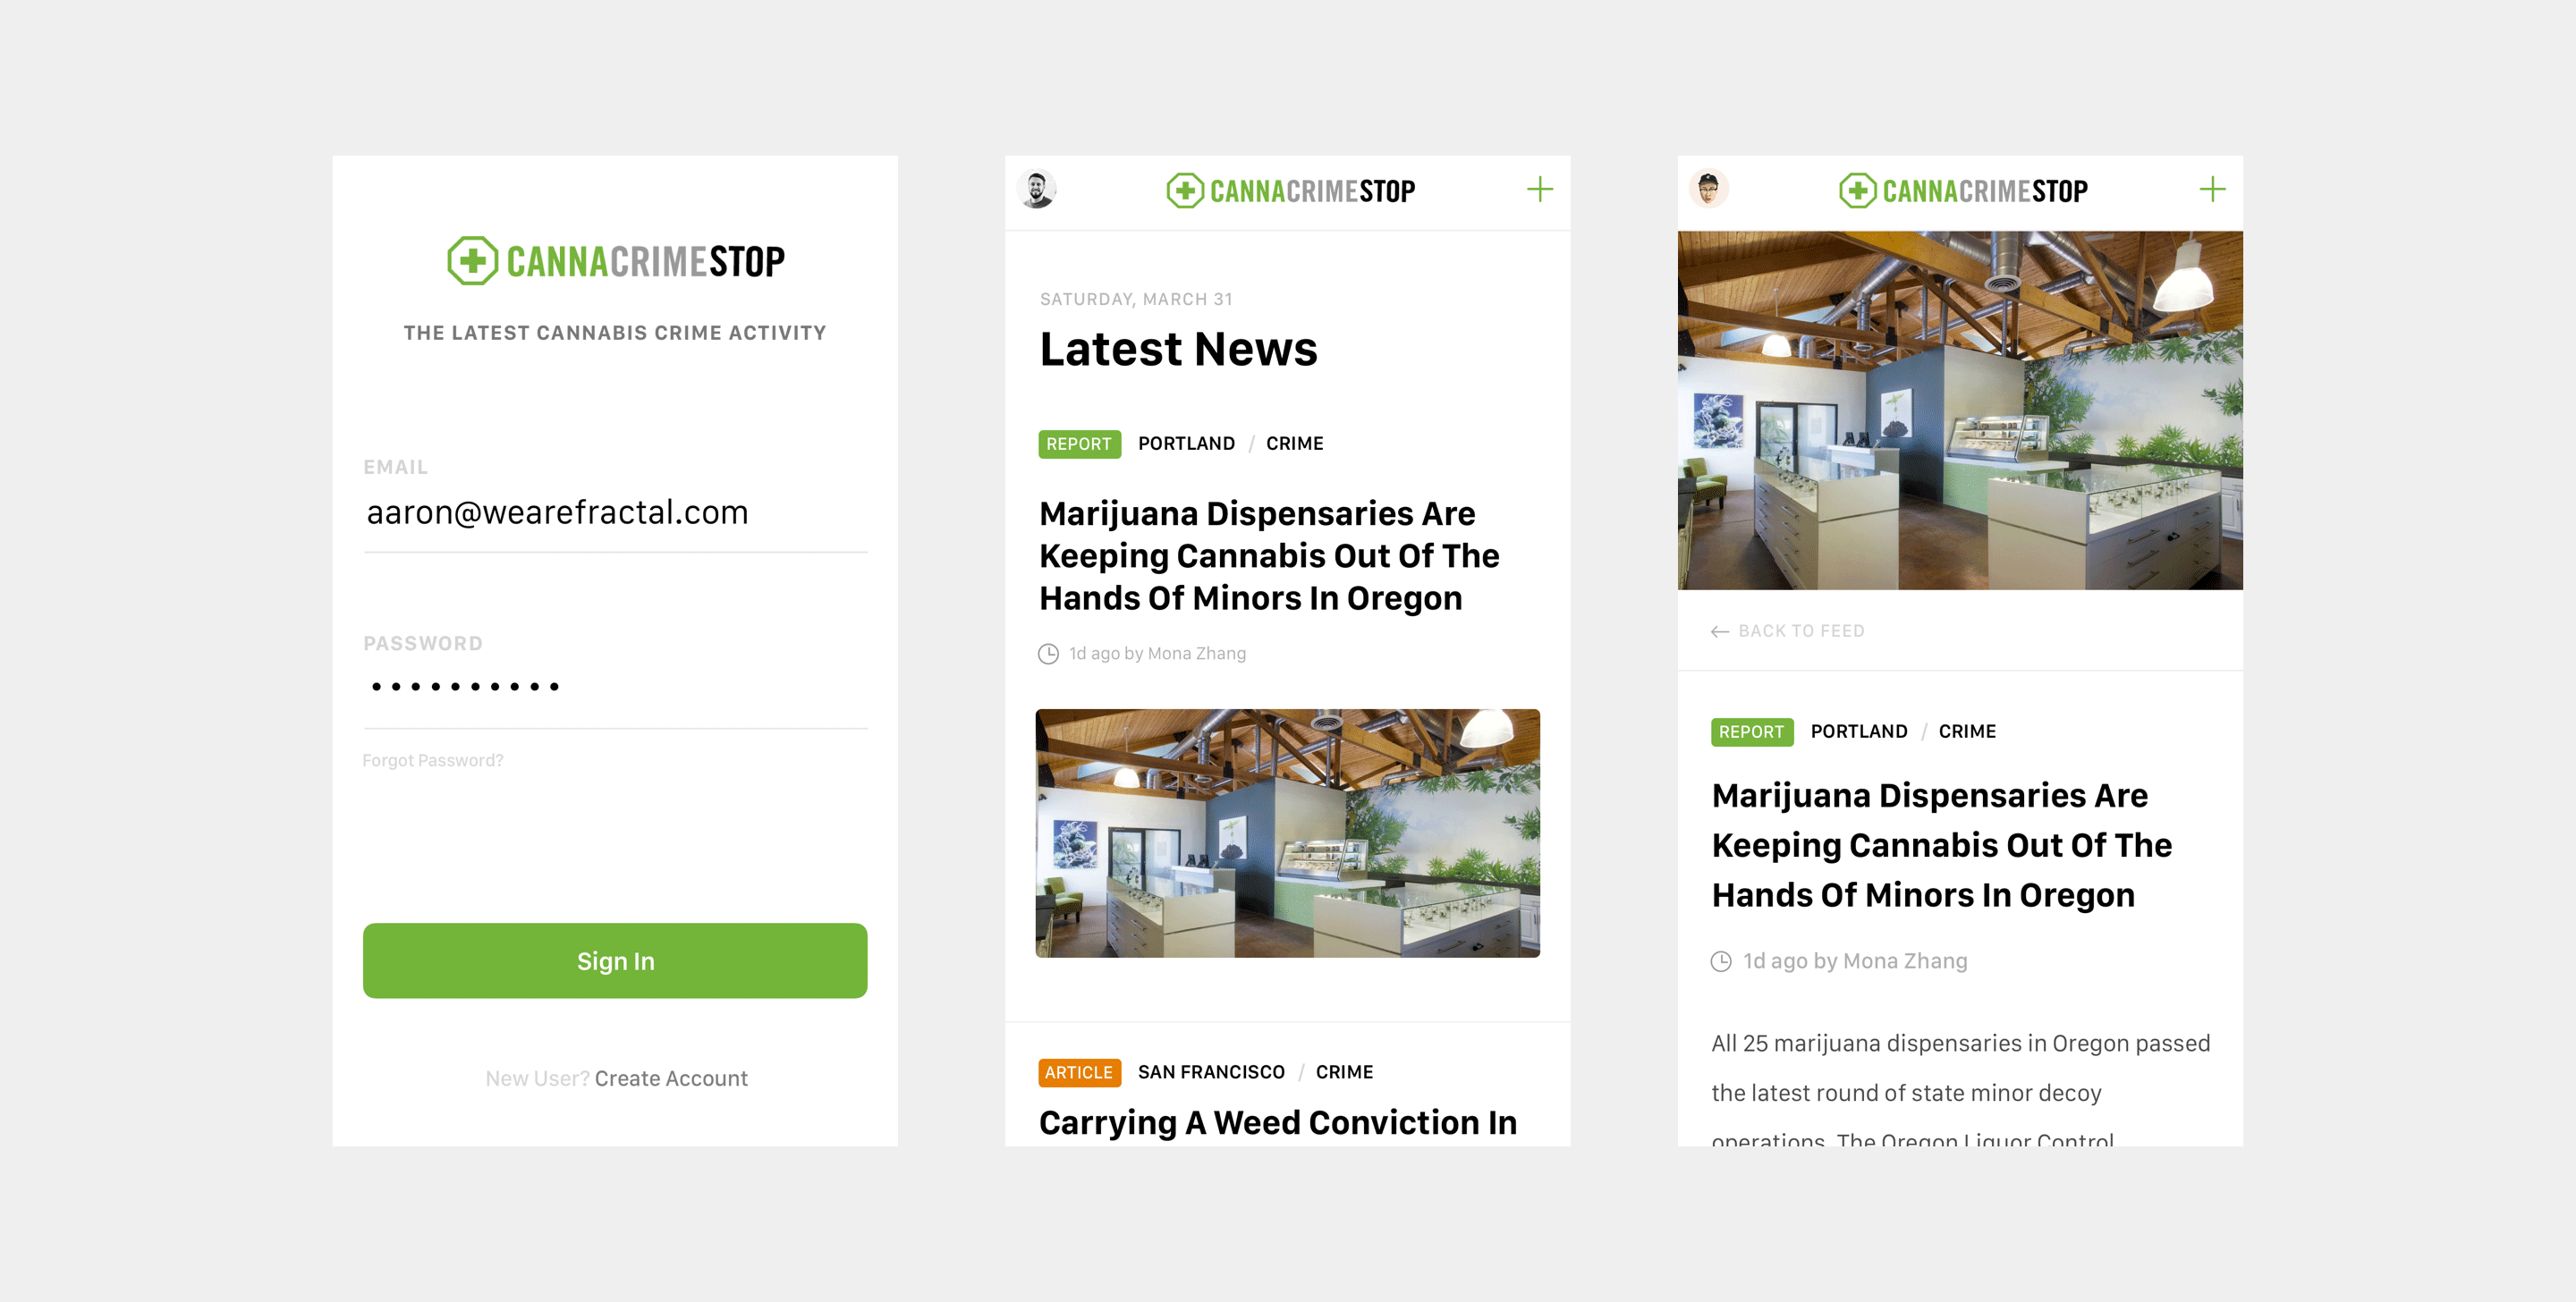 CANNACRIMESTOP
THE LATEST CANNABIS CRIME ACTIVITY
EMAIL
aaron@wearefractal.com
PASSWORD
Forgot Password?
Sign In
New User? Create Account
CANNACRIMESTOP
SATURDAY, MARCH 31
Latest News
REPORT PORTLAND / CRIME
Marijuana Dispensaries Are
Keeping Cannabis Out Of The
Hands Of Minors In Oregon
1d ago by Mona Zhang
ARTICLE SAN FRANCISCO / CRIME
Carrying A Weed Conviction In
CANNACRIMESTOP
BACK TO FEED
REPORT PORTLAND / CRIME
Marijuana Dispensaries Are
Keeping Cannabis Out Of The
Hands Of Minors In Oregon
1d ago by Mona Zhang
All 25 marijuana dispensaries in Oregon passed
the latest round of state minor decoy
operations. The Oregon Liquor Control